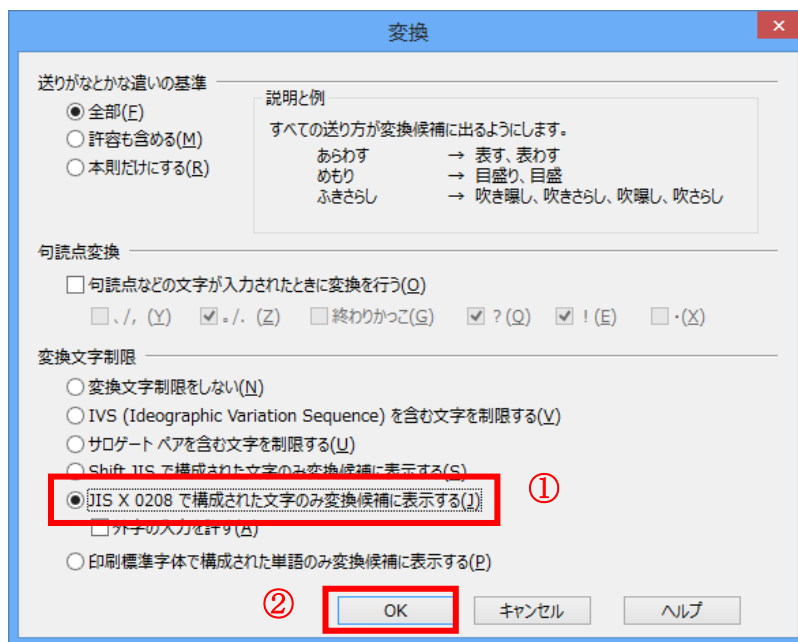 変換
×
送りがなとかな遣いの基準
全部(F)
許容も含める(M)
本則だけにする(R)
説明と例
すべての送り方が変換候補に出るようにします。
あらわす → 表す、表わす
めもり → 目盛り、目盛
ふきさらし → 吹き曝し、吹きさらし、吹曝し、吹さらし
句読点変換
句読点などの文字が入力されたときに変換を行う(O)
、/, (Y) 。/. (Z) 終わりかっこ(G) ? (Q) ! (E) ・(X)
変換文字制限
変換文字制限をしない(N)
IVS (Ideographic Variation Sequence) を含む文字を制限する(V)
サロゲート ペアを含む文字を制限する(U)
Shift JIS で構成された文字のみ変換候補に表示する(S)
JIS X 0208 で構成された文字のみ変換候補に表示する(J) ①
外字の入力を許す(A)
印刷標準字体で構成された単語のみ変換候補に表示する(P)
② OK キャンセル ヘルプ